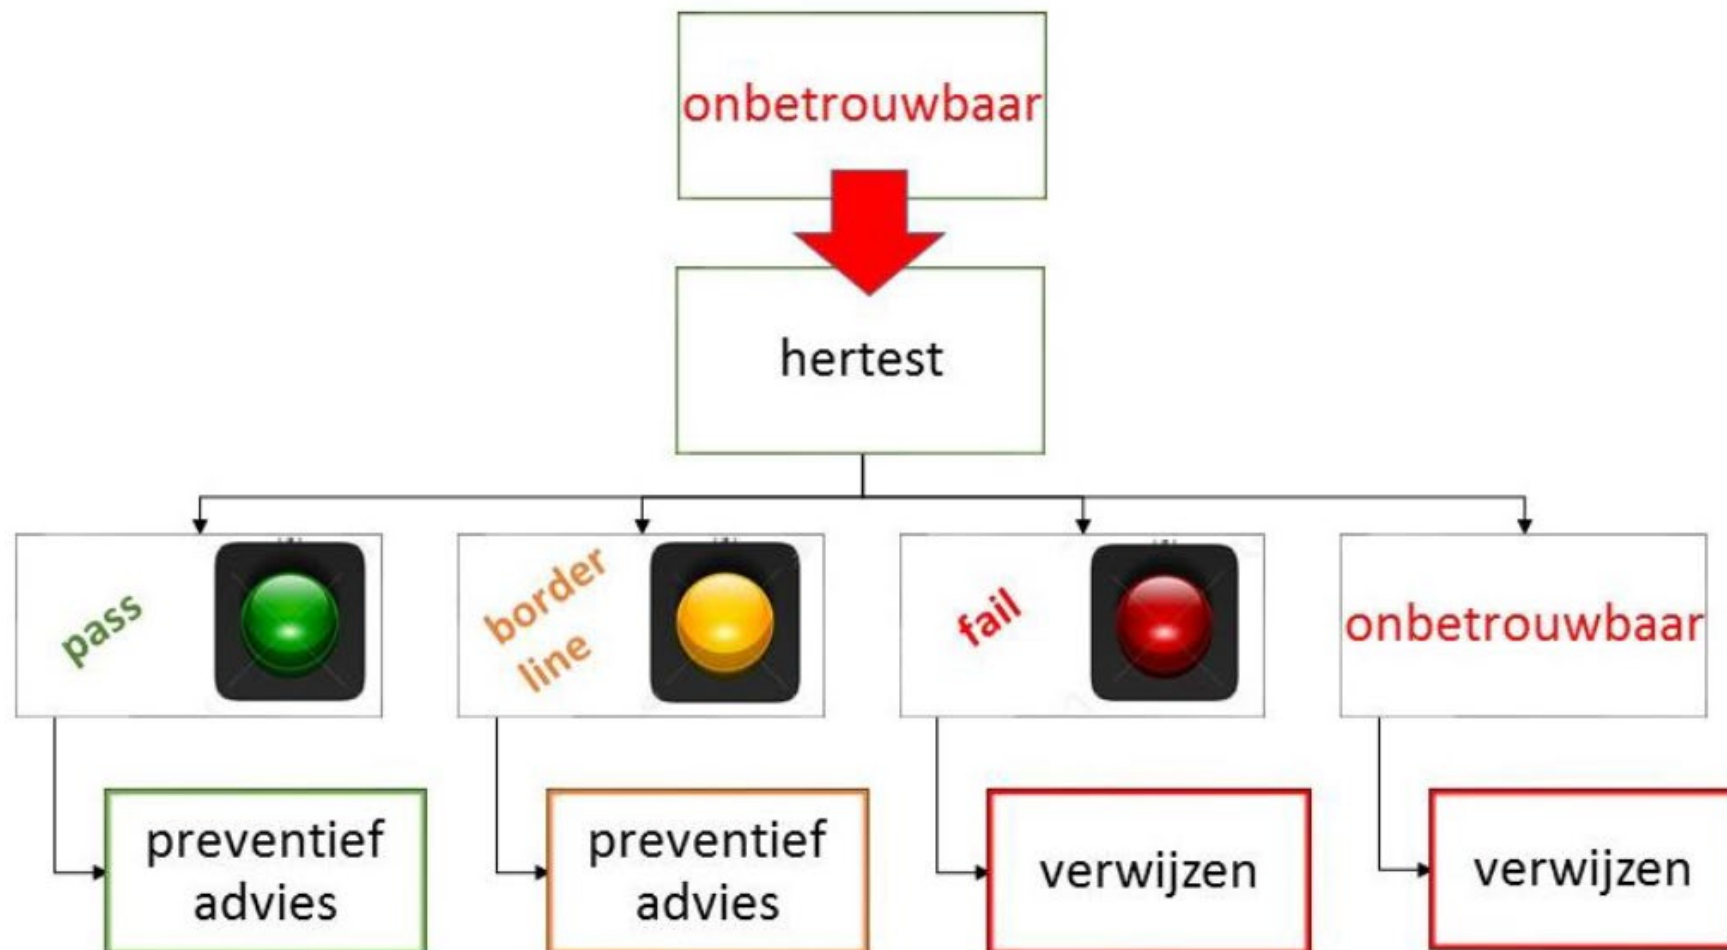 onbetrouwbaar
hertest
pass
border
line
fail
onbetrouwbaar
preventief
advies
preventief
advies
verwijzen
verwijzen